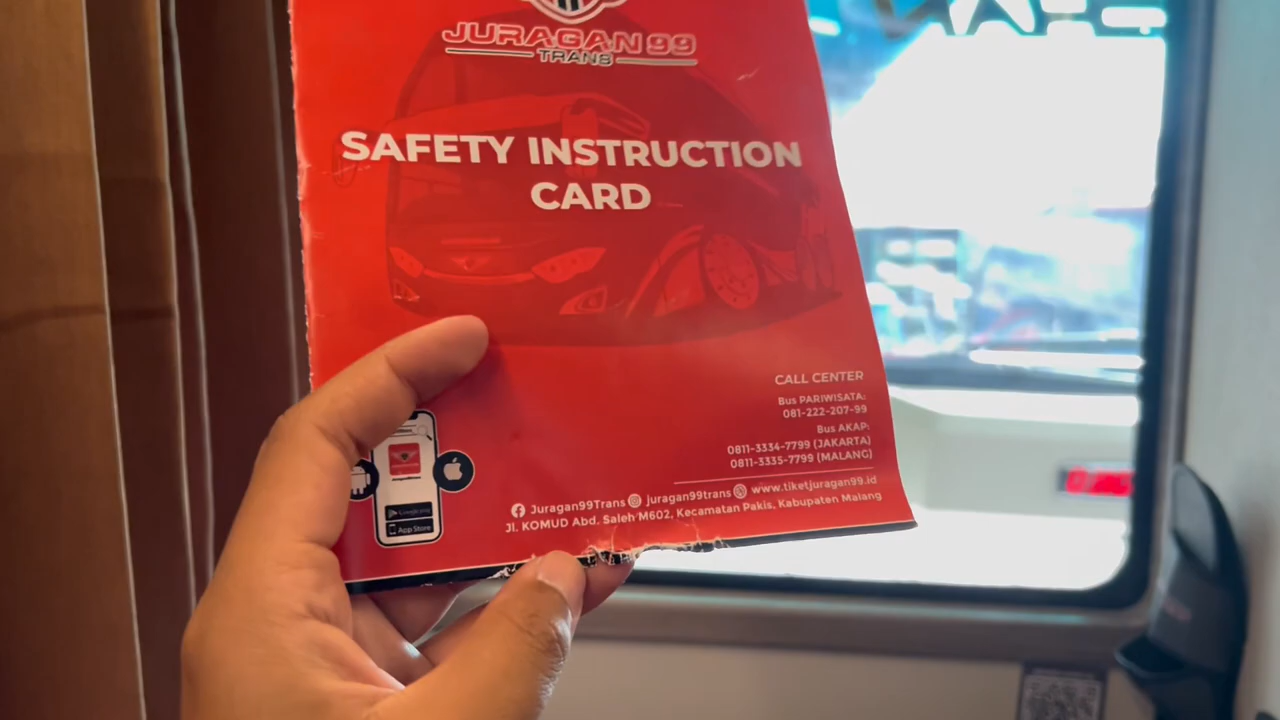 JURAGAN 99
TRANS
SAFETY INSTRUCTION
CARD
CALL CENTER
Bus PARIWISATA:
081-222-207-99
Bus AKAP:
0811-3334-7799 (JAKARTA)
0811-3335-7799 (MALANG)
Juragan99Trans juragan99trans www.tiketjuragan99.id
Jl. KOMUD Abd. Saleh M602, Kecamatan Pakis, Kabupaten Malang
App Store